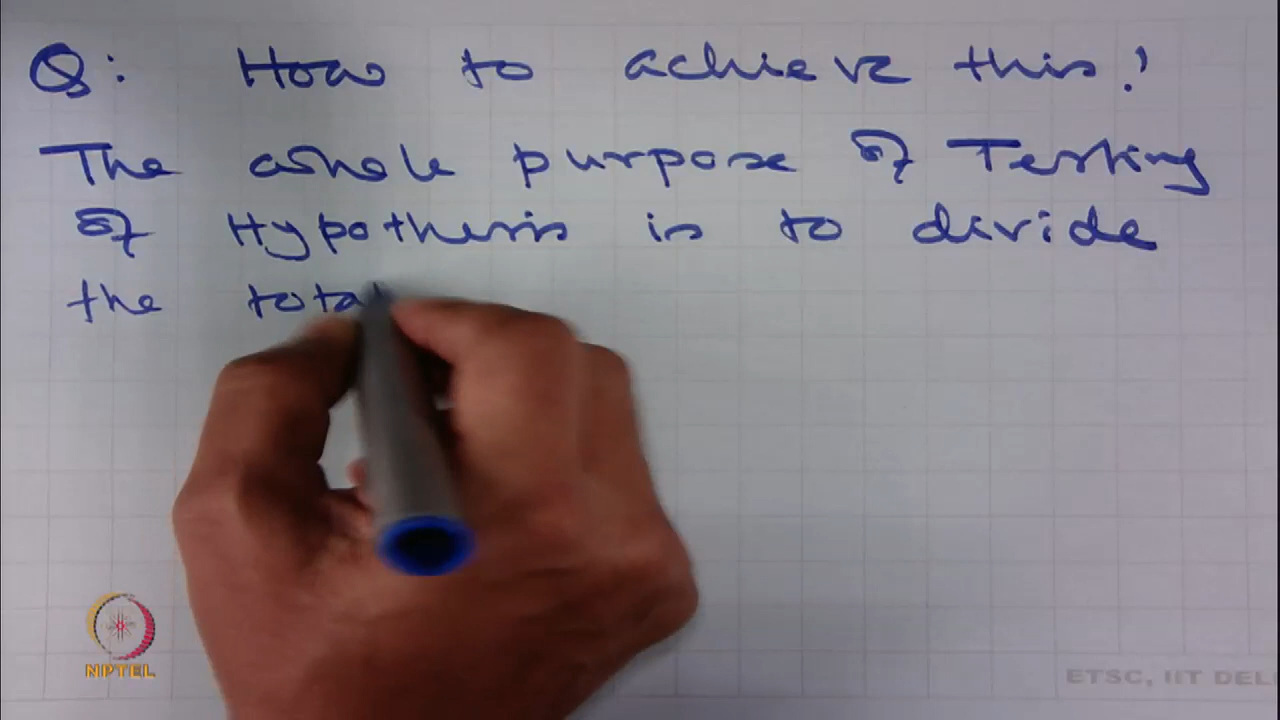 Q: How to achieve this?
The whole purpose of Testing
of Hypothesis is to divide
the total
NPTEL
ETSC, IIT DEL